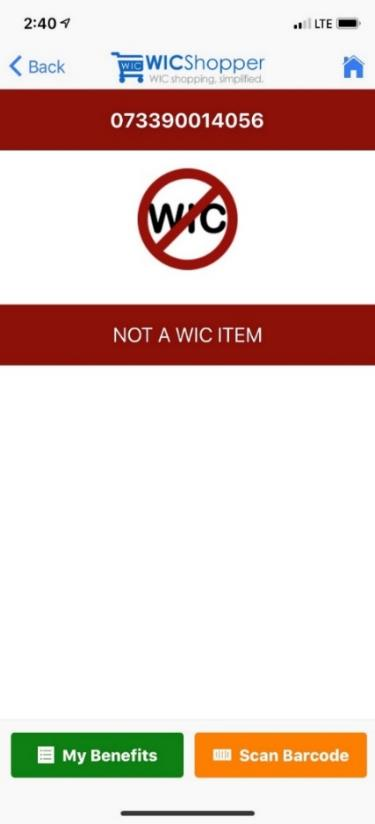 2:40
LTE
Back
WIC
WICShopper
WIC shopping, simplified.
073390014056
WIC
NOT A WIC ITEM
My Benefits
Scan Barcode